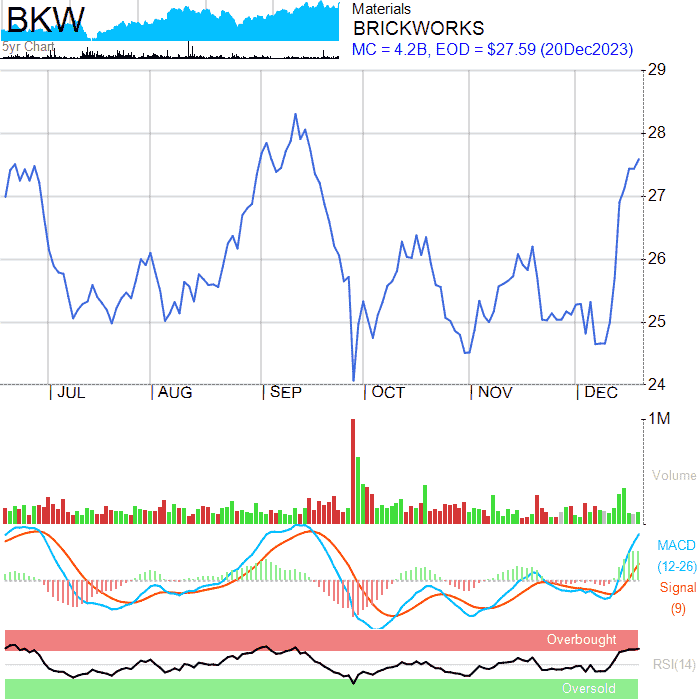 BKW
5yr Chart
Materials
BRICKWORKS
MC = 4.2B, EOD = $27.59 (20Dec2023)
29
28
27
26
25
24
JUL AUG SEP OCT NOV DEC
1M
Volume
MACD
(12-26)
Signal
(9)
Overbought
RSI(14)
Oversold